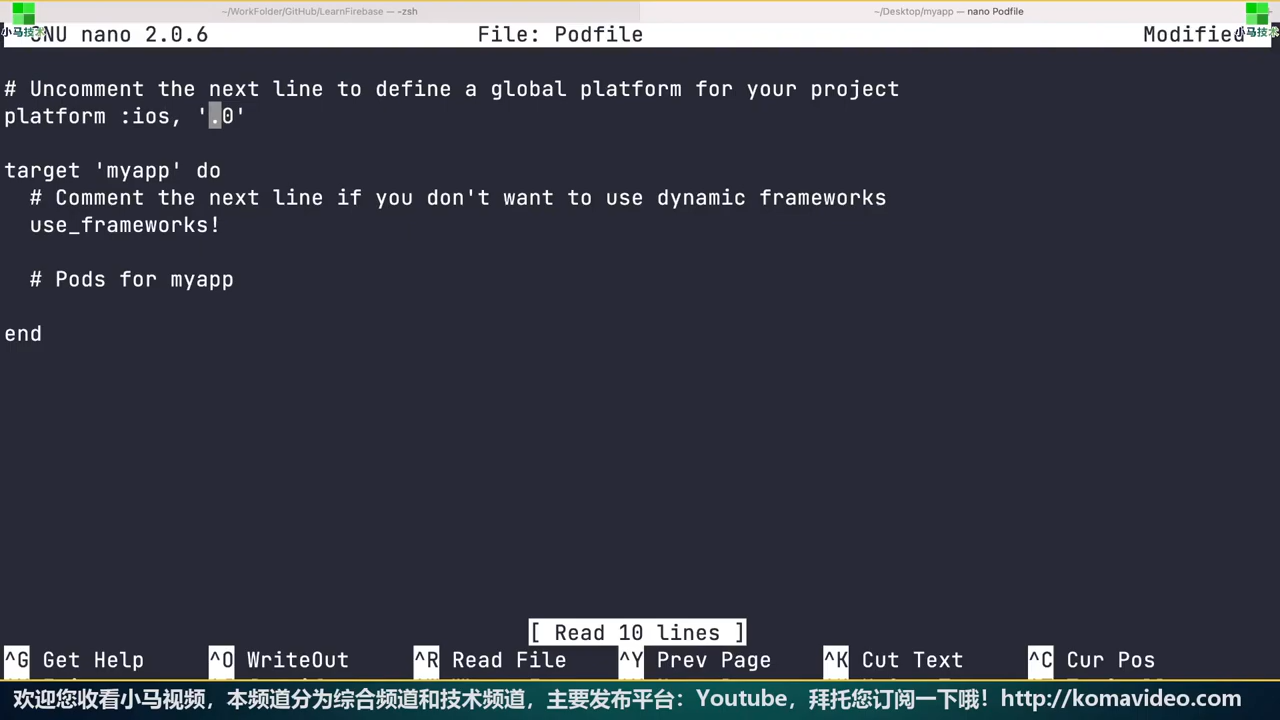 ~/WorkFolder/GitHub/LearnFirebase — -zsh
~/Desktop/myapp — nano Podfile
小马技术
小马技术
GNU nano 2.0.6 File: Podfile Modified
# Uncomment the next line to define a global platform for your project
platform :ios, '.0'
target 'myapp' do
# Comment the next line if you don't want to use dynamic frameworks
use_frameworks!
# Pods for myapp
end
[ Read 10 lines ]
^G Get Help ^O WriteOut ^R Read File ^Y Prev Page ^K Cut Text ^C Cur Pos
欢迎您收看小马视频，本频道分为综合频道和技术频道，主要发布平台：Youtube，拜托您订阅一下哦！http://komavideo.com